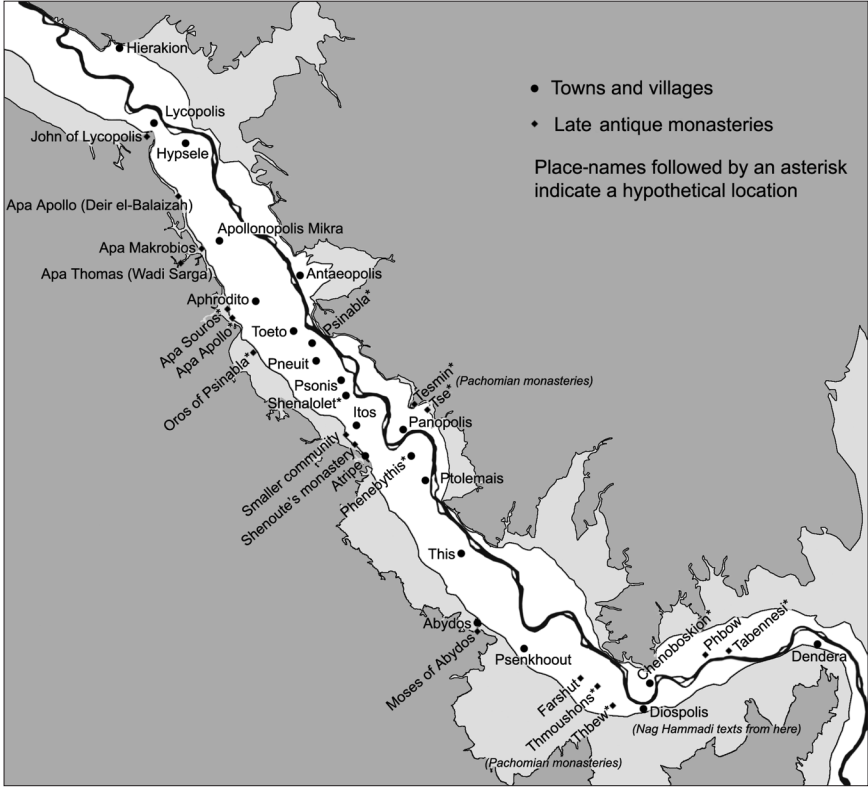 Hierakion
Towns and villages
Lycopolis
Late antique monasteries
John of Lycopolis
Hypsele
Place-names followed by an asterisk
indicate a hypothetical location
Apa Apollo (Deir el-Balaizah)
Apollonopolis Mikra
Apa Makrobios
Apa Thomas (Wadi Sarga)
Antaeopolis
Aphrodito
Psinabla*
Apa Souros*
Apa Apollo*
Toeto
Oros of Psinabla*
Pneuit
Psonis
Shenalolet*
Tesmin*
Tse*
(Pachomian monasteries)
Itos
Panopolis
Smaller community
Shenoute's monastery
Atripe
Phenebythis*
Ptolemais
This
Abydos
Moses of Abydos
Psenkhoout
Chenoboskion*
Phbow
Tabennesi*
Dendera
Farshut
Thmoushons*
Thbew*
Diospolis
(Nag Hammadi texts from here)
(Pachomian monasteries)